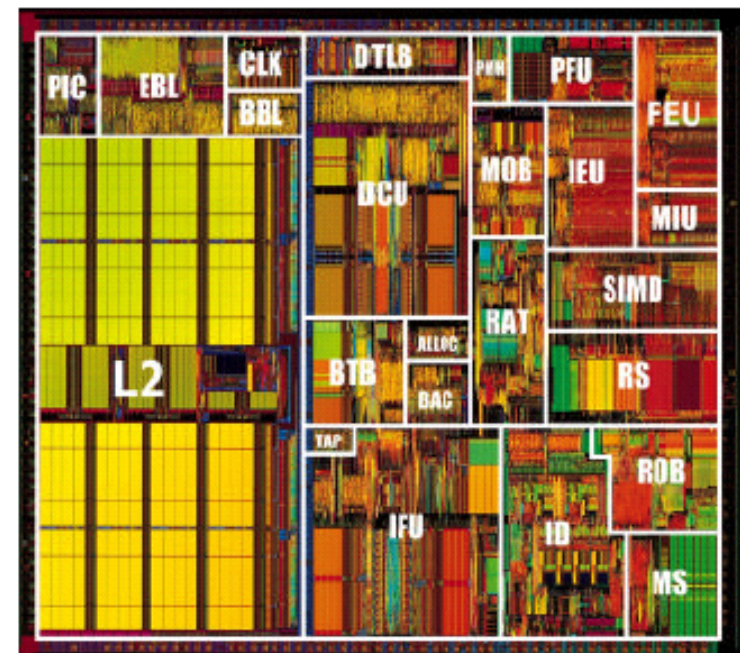 PIC
EBL
CLK
BBL
DTLB
PMH
PFU
FEU
DCU
MOB
IEU
MIU
SIMD
RAT
L2
BTB
ALLOC
BAC
RS
TAP
IFU
ID
ROB
MS